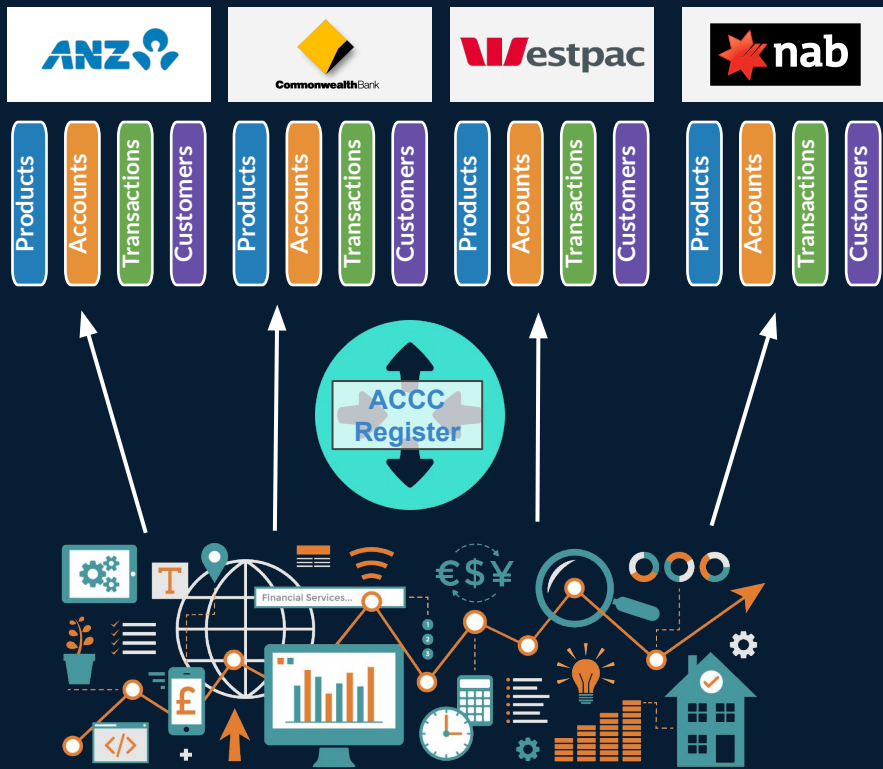 ANZ
CommonwealthBank
Westpac
nab
Products
Accounts
Transactions
Customers
Products
Accounts
Transactions
Customers
Products
Accounts
Transactions
Customers
Products
Accounts
Transactions
Customers
ACCC
Register
T
Financial Services...
€$¥
1
2
3
£
</>